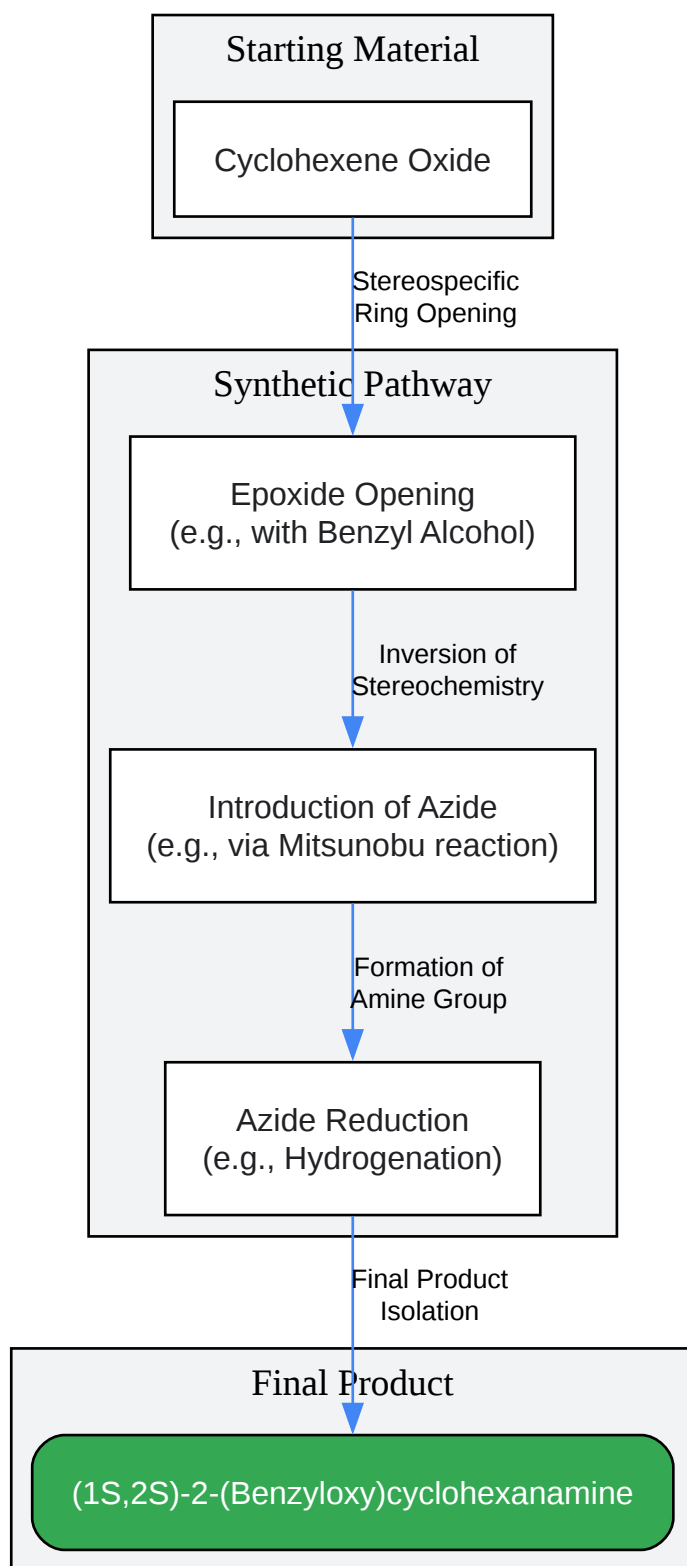 Starting Material
Cyclohexene Oxide
Stereospecific
Ring Opening
Synthetic Pathway
Epoxide Opening
(e.g., with Benzyl Alcohol)
Inversion of
Stereochemistry
Introduction of Azide
(e.g., via Mitsunobu reaction)
Formation of
Amine Group
Azide Reduction
(e.g., Hydrogenation)
Final Product
Isolation
Final Product
(1S,2S)-2-(Benzyloxy)cyclohexanamine